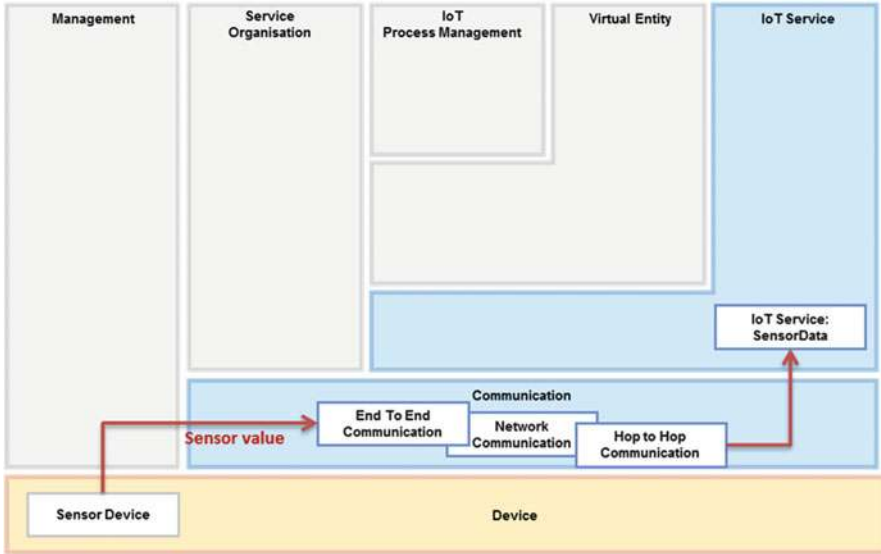 Management
Service
Organisation
IoT
Process Management
Virtual Entity
IoT Service
IoT Service:
SensorData
Communication
End To End
Communication
Network
Communication
Hop to Hop
Communication
Sensor value
Sensor Device
Device